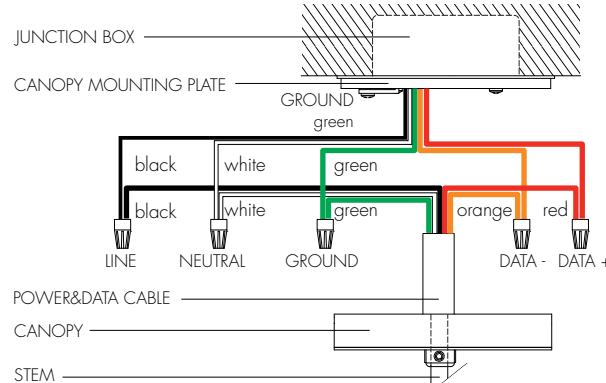 JUNCTION BOX
CANOPY MOUNTING PLATE
GROUND
green
black white green
black white green orange red
LINE NEUTRAL GROUND DATA - DATA +
POWER&DATA CABLE
CANOPY
STEM